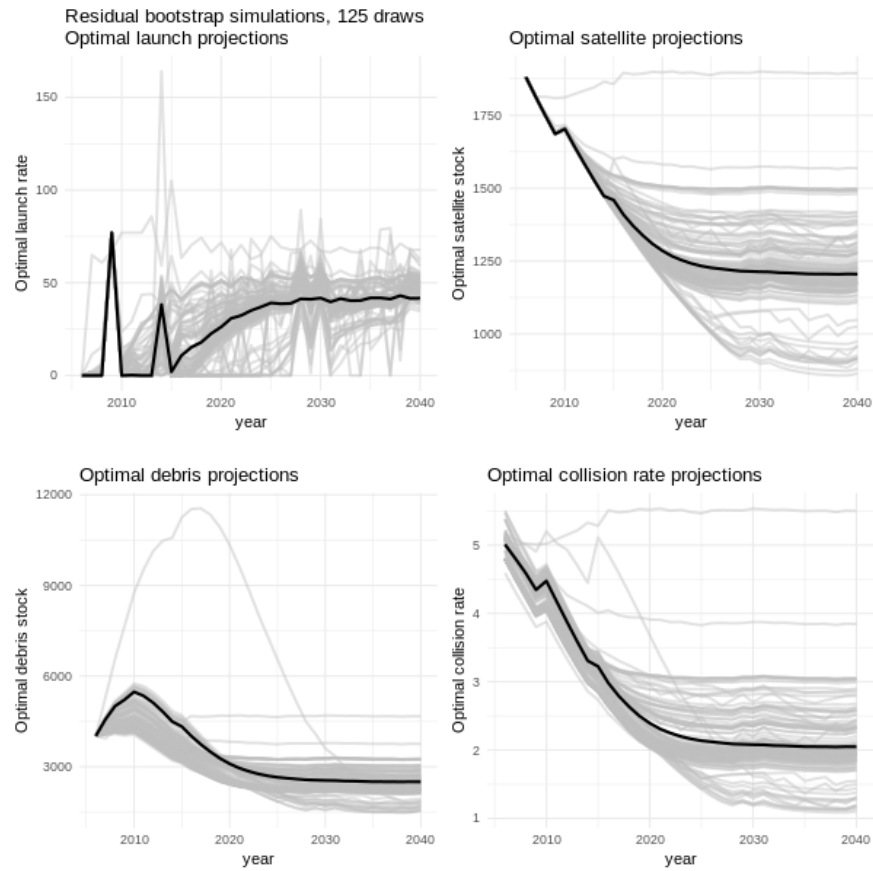 Residual bootstrap simulations, 125 draws
Optimal launch projections
150
100
50
0
Optimal launch rate
2010
2020
2030
2040
year
Optimal satellite projections
1750
1500
1250
1000
Optimal satellite stock
2010
2020
2030
2040
year
Optimal debris projections
12000
9000
6000
3000
Optimal debris stock
2010
2020
2030
2040
year
Optimal collision rate projections
5
4
3
2
1
Optimal collision rate
2010
2020
2030
2040
year